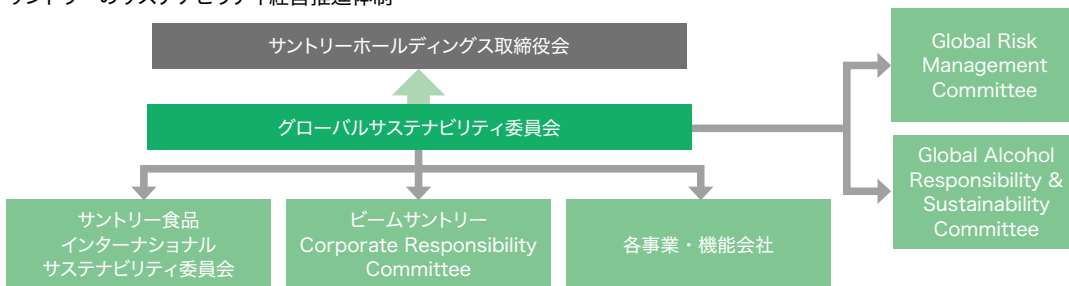 サントリーのサステナビリティ経営推進体制
サントリーホールディングス取締役会
グローバルサステナビリティ委員会
Global Risk
Management
Committee
Global Alcohol
Responsibility &
Sustainability
Committee
サントリー食品
インターナショナル
サステナビリティ委員会
ビームサントリー
Corporate Responsibility
Committee
各事業・機能会社